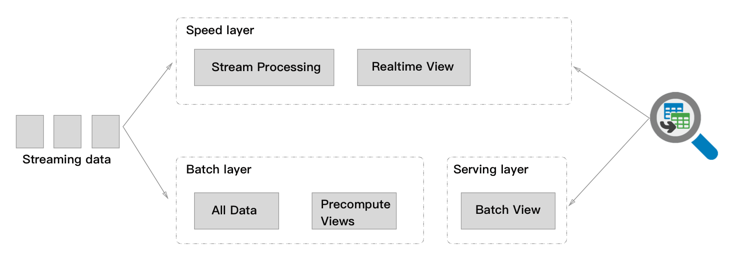 Speed layer
Stream Processing
Realtime View
Streaming data
Batch layer
All Data
Precompute
Views
Serving layer
Batch View